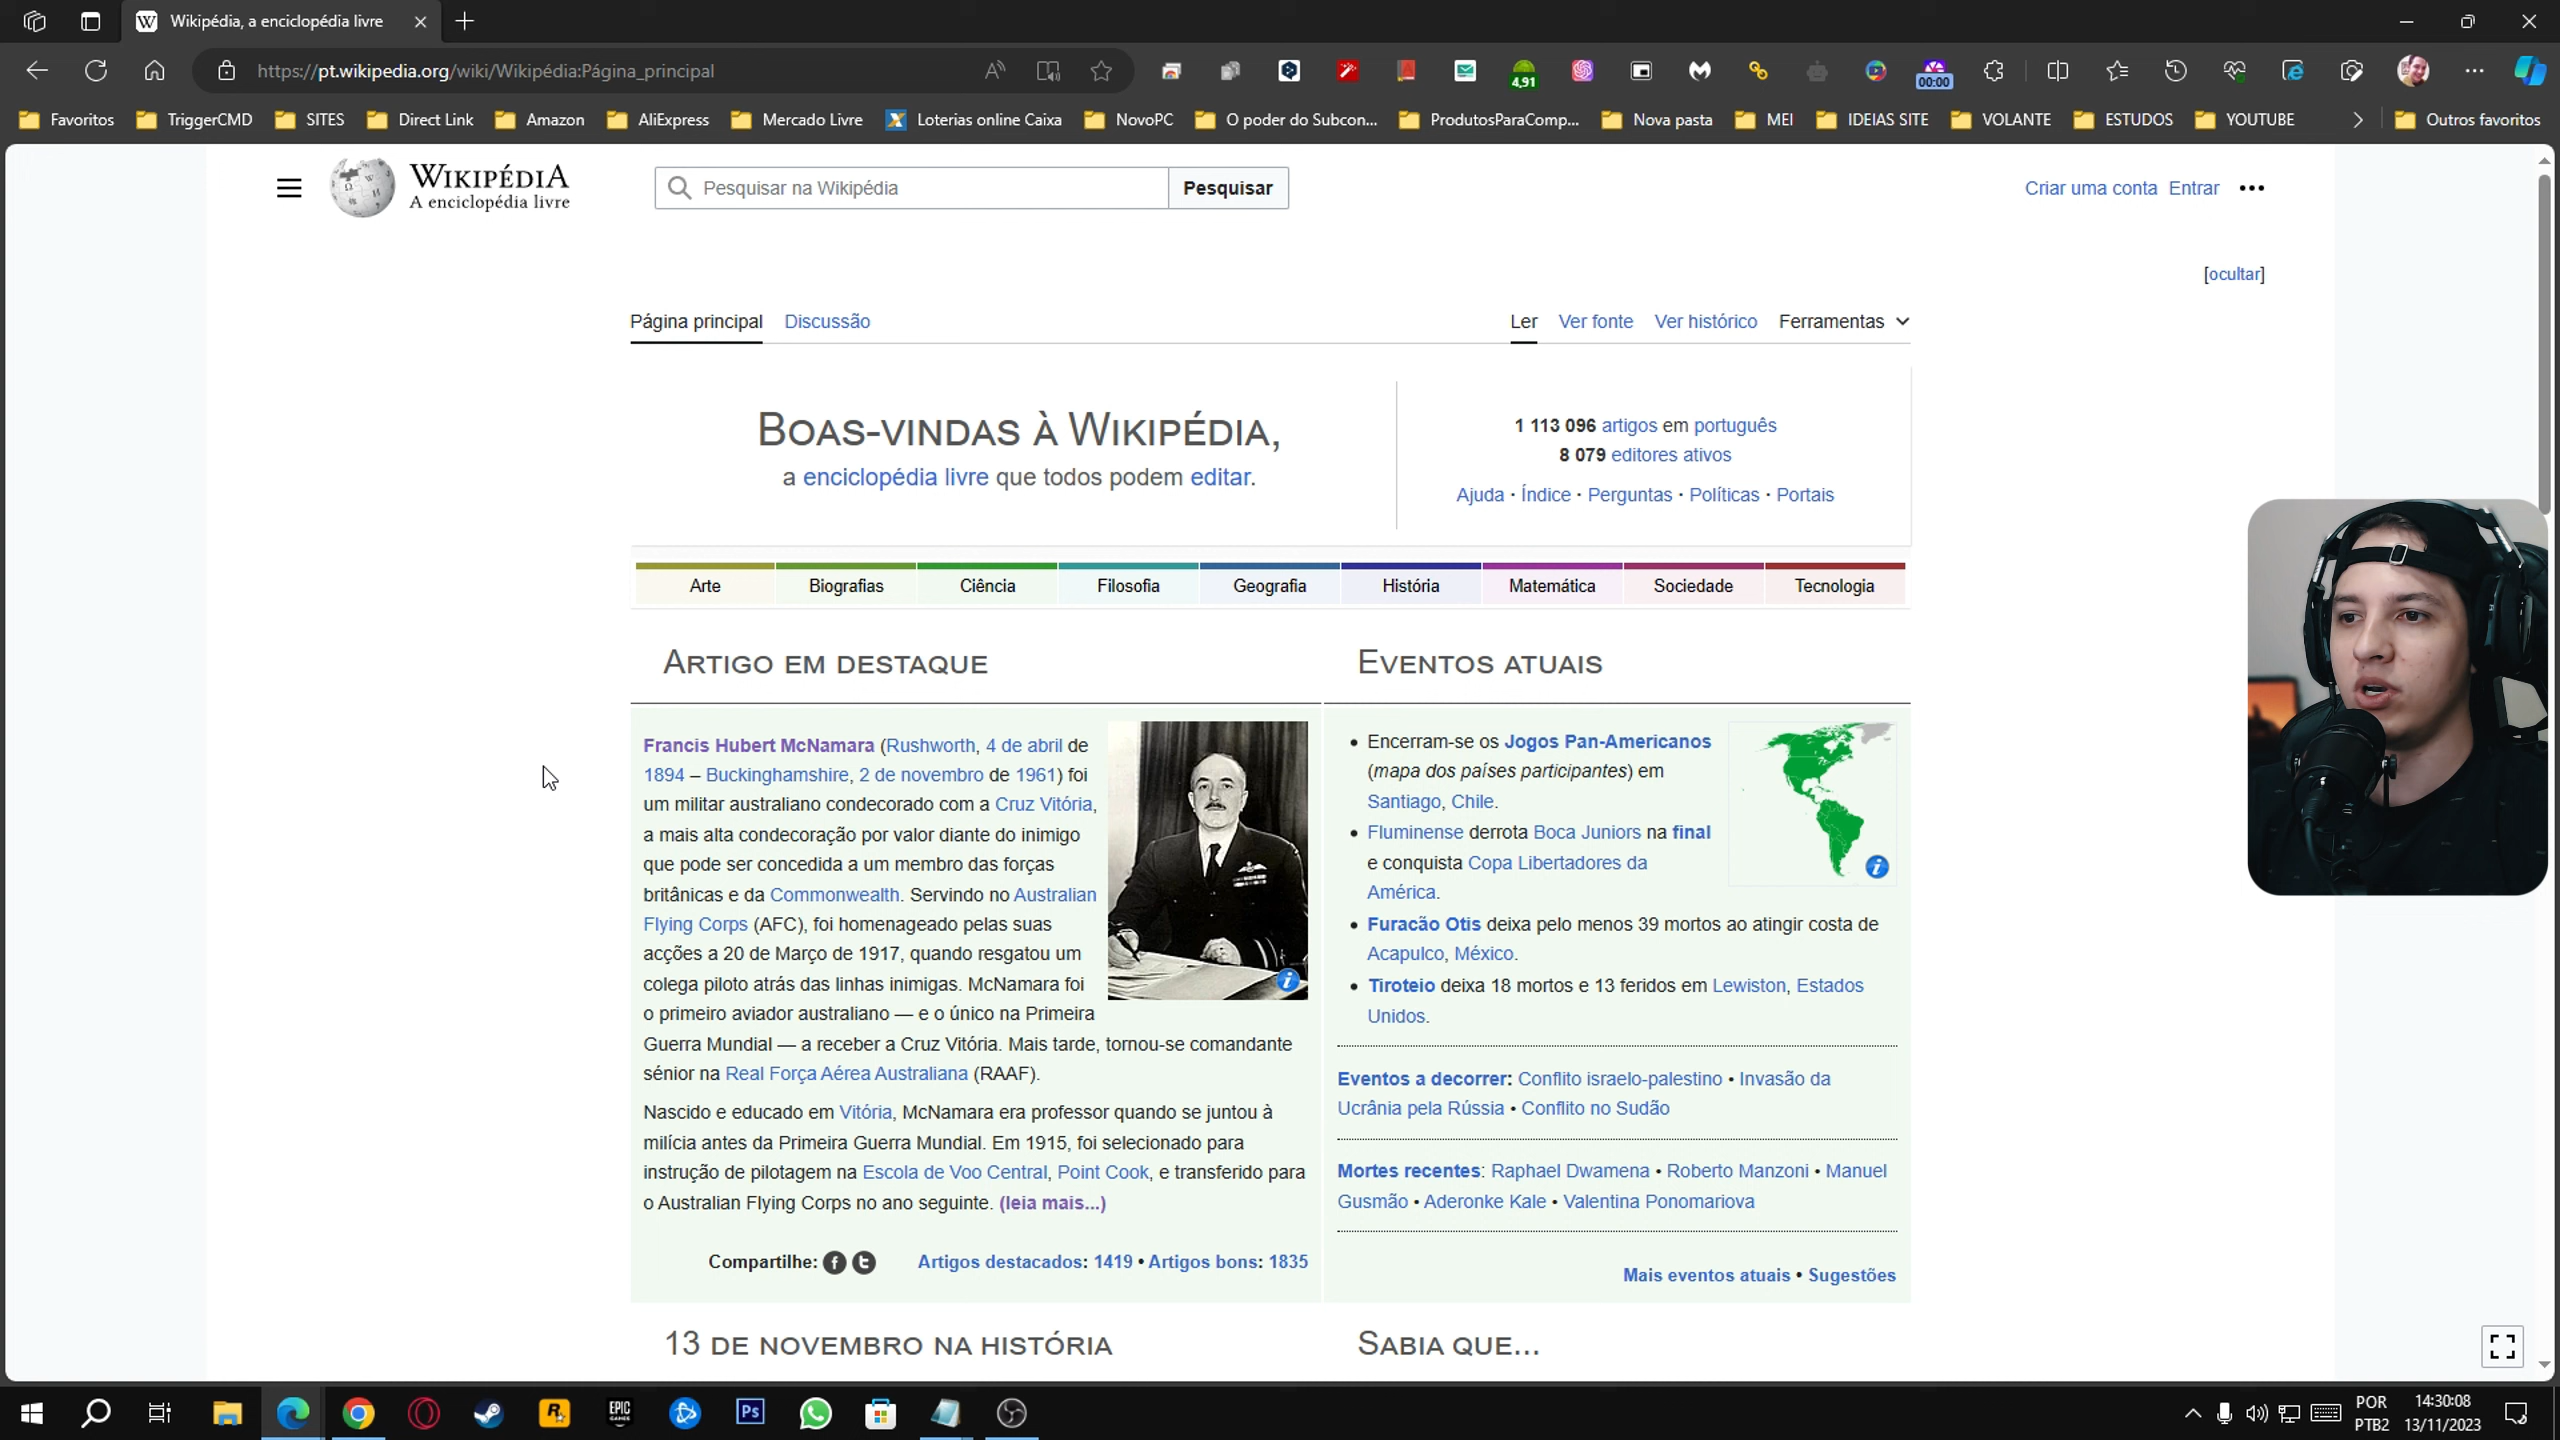 Wikipédia, a enciclopédia livre
https://pt.wikipedia.org/wiki/Wikipédia:Página_principal
4,91
00:00
Favoritos TriggerCMD SITES Direct Link Amazon AliExpress Mercado Livre Loterias online Caixa NovoPC O poder do Subcon... ProdutosParaComp... Nova pasta MEI IDEIAS SITE VOLANTE ESTUDOS YOUTUBE Outros favoritos
WIKIPÉDIA
A enciclopédia livre
Pesquisar na Wikipédia Pesquisar
Criar uma conta Entrar
[ocultar]
Página principal Discussão Ler Ver fonte Ver histórico Ferramentas
BOAS-VINDAS À WIKIPÉDIA,
a enciclopédia livre que todos podem editar.
1 113 096 artigos em português
8 079 editores ativos
Ajuda · Índice · Perguntas · Políticas · Portais
Arte Biografias Ciência Filosofia Geografia História Matemática Sociedade Tecnologia
ARTIGO EM DESTAQUE
Francis Hubert McNamara (Rushworth, 4 de abril de
1894 – Buckinghamshire, 2 de novembro de 1961) foi
um militar australiano condecorado com a Cruz Vitória,
a mais alta condecoração por valor diante do inimigo
que pode ser concedida a um membro das forças
britânicas e da Commonwealth. Servindo no Australian
Flying Corps (AFC), foi homenageado pelas suas
acções a 20 de Março de 1917, quando resgatou um
colega piloto atrás das linhas inimigas. McNamara foi
o primeiro aviador australiano — e o único na Primeira
Guerra Mundial — a receber a Cruz Vitória. Mais tarde, tornou-se comandante
sénior na Real Força Aérea Australiana (RAAF).
Nascido e educado em Vitória, McNamara era professor quando se juntou à
milícia antes da Primeira Guerra Mundial. Em 1915, foi selecionado para
instrução de pilotagem na Escola de Voo Central, Point Cook, e transferido para
o Australian Flying Corps no ano seguinte. (leia mais...)
Compartilhe: Artigos destacados: 1419 • Artigos bons: 1835
EVENTOS ATUAIS
• Encerram-se os Jogos Pan-Americanos
(mapa dos países participantes) em
Santiago, Chile.
• Fluminense derrota Boca Juniors na final
e conquista Copa Libertadores da
América.
• Furacão Otis deixa pelo menos 39 mortos ao atingir costa de
Acapulco, México.
• Tiroteio deixa 18 mortos e 13 feridos em Lewiston, Estados
Unidos.
Eventos a decorrer: Conflito israelo-palestino • Invasão da
Ucrânia pela Rússia • Conflito no Sudão
Mortes recentes: Raphael Dwamena • Roberto Manzoni • Manuel
Gusmão • Aderonke Kale • Valentina Ponomariova
Mais eventos atuais • Sugestões
13 DE NOVEMBRO NA HISTÓRIA
SABIA QUE...
EPIC
GAMES
Ps
POR
PTB2
14:30:08
13/11/2023